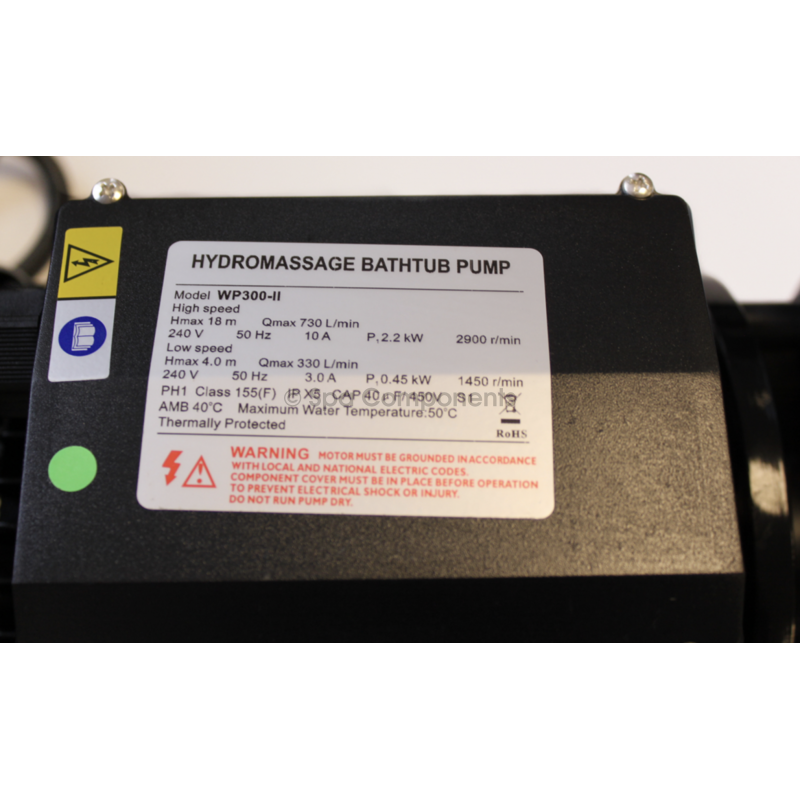 HYDROMASSAGE BATHTUB PUMP
Model WP300-II
High speed
Hmax 18 m Qmax 730 L/min
240 V 50 Hz 10 A P₁ 2.2 kW 2900 r/min
Low speed
Hmax 4.0 m Qmax 330 L/min
240 V 50 Hz 3.0 A P₁ 0.45 kW 1450 r/min
PH1 Class 155(F) IP X5 CAP 40µF/450V S1
© Spa Components
AMB 40°C Maximum Water Temperature:50°C
Thermally Protected
RoHS
WARNING MOTOR MUST BE GROUNDED IN ACCORDANCE
WITH LOCAL AND NATIONAL ELECTRIC CODES.
COMPONENT COVER MUST BE IN PLACE BEFORE OPERATION
TO PREVENT ELECTRICAL SHOCK OR INJURY.
DO NOT RUN PUMP DRY.